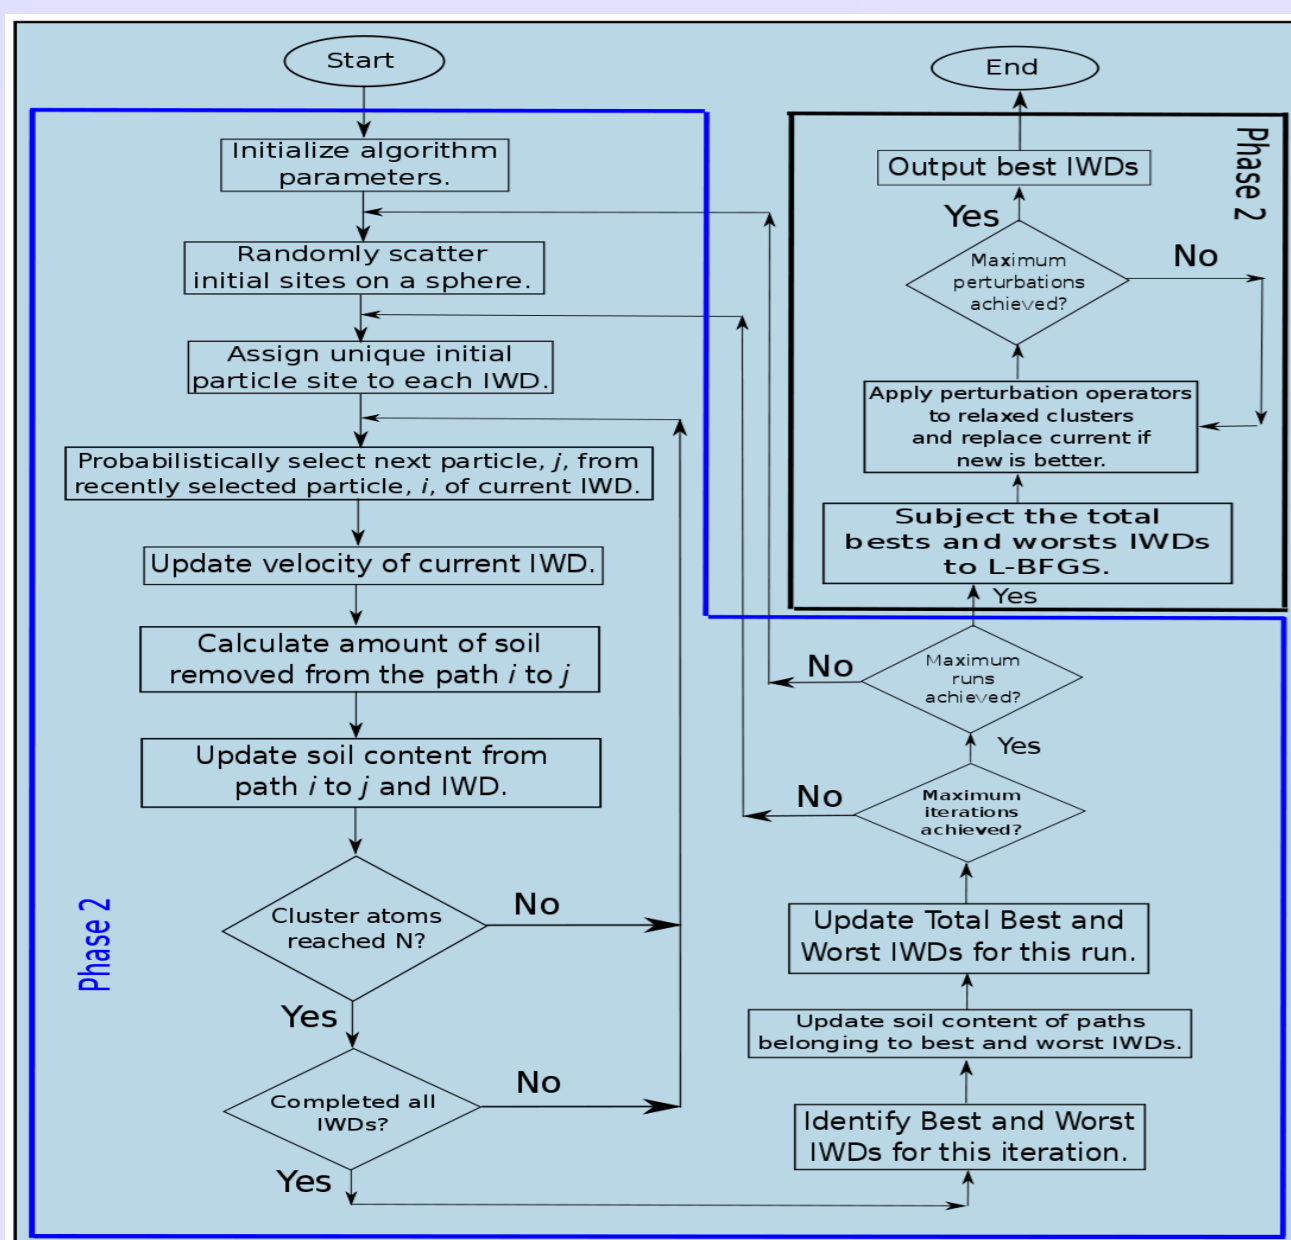 Start
Initialize algorithm
parameters.
Randomly scatter
initial sites on a sphere.
Assign unique initial
particle site to each IWD.
Probabilistically select next particle, j, from
recently selected particle, i, of current IWD.
Update velocity of current IWD.
Calculate amount of soil
removed from the path i to j
Update soil content from
path i to j and IWD.
Cluster atoms
reached N?
No
Yes
Completed all
IWDs?
No
Yes
Phase 2
Identify Best and Worst
IWDs for this iteration.
Update soil content of paths
belonging to best and worst IWDs.
Update Total Best and
Worst IWDs for this run.
Maximum
iterations
achieved?
No
Yes
Maximum
runs
achieved?
No
Yes
Subject the total
bests and worsts IWDs
to L-BFGS.
Apply perturbation operators
to relaxed clusters
and replace current if
new is better.
Maximum
perturbations
achieved?
No
Yes
Output best IWDs
Phase 2
End